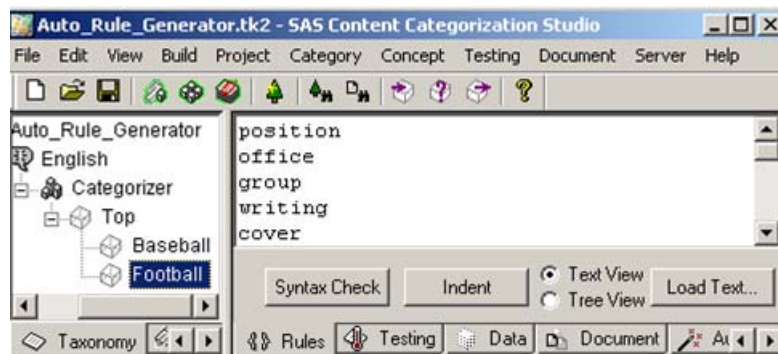 Auto_Rule_Generator.tk2 - SAS Content Categorization Studio
File Edit View Build Project Category Concept Testing Document Server Help
Auto_Rule_Generator
English
Categorizer
Top
Baseball
Football
position
office
group
writing
cover
Syntax Check
Indent
Text View
Tree View
Load Text...
Taxonomy
Rules Testing Data Document